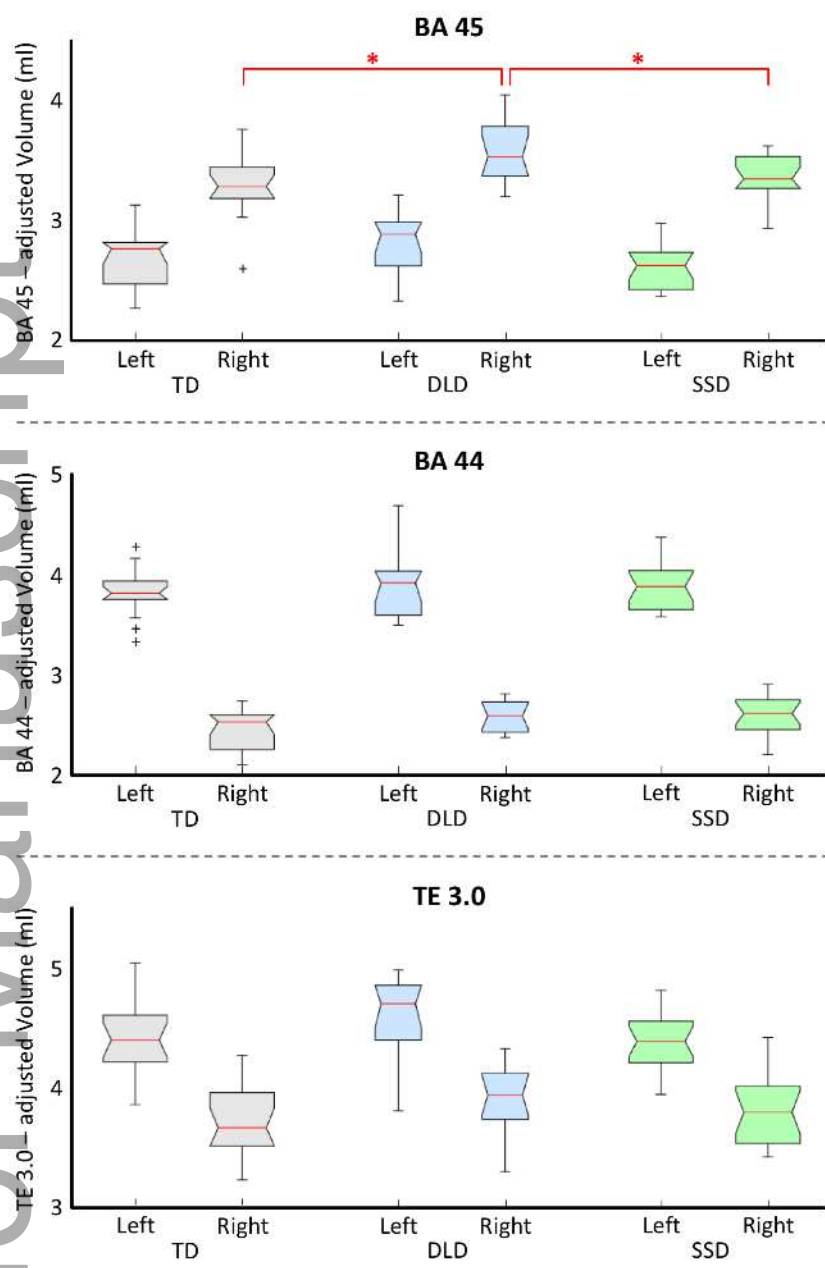 BA 45
BA 45 – adjusted Volume (ml)
4
3
2
*
*
Left Right Left Right Left Right
TD DLD SSD
BA 44
BA 44 – adjusted Volume (ml)
5
4
3
2
Left Right Left Right Left Right
TD DLD SSD
TE 3.0
TE 3.0 – adjusted Volume (ml)
5
4
3
Left Right Left Right Left Right
TD DLD SSD